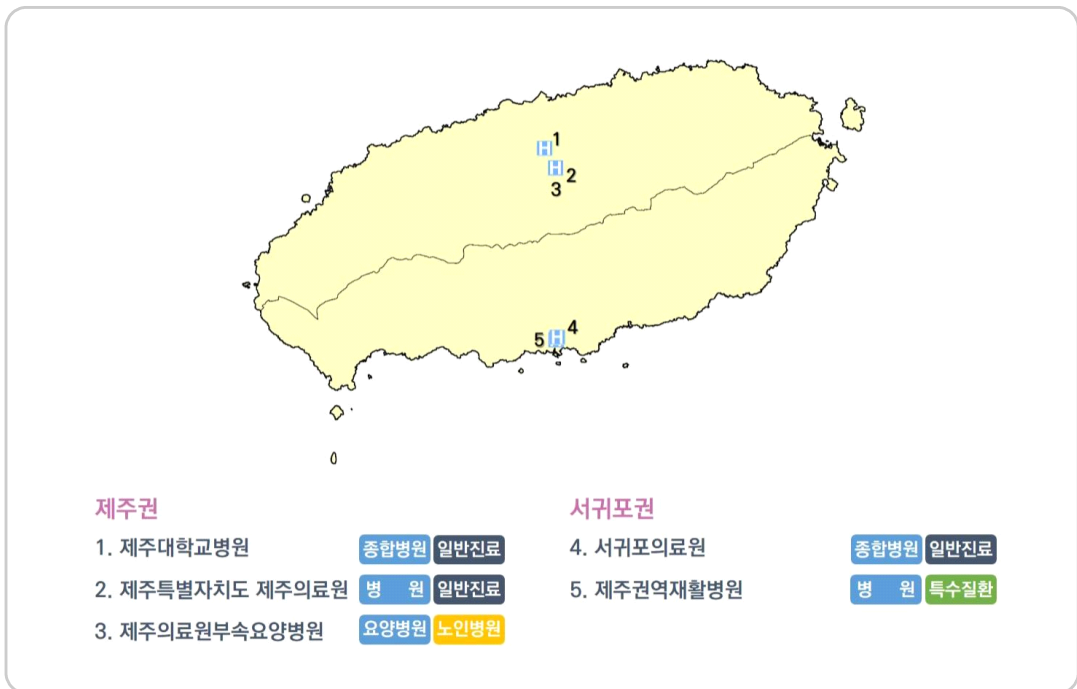 H 1
H 2
3
5 H 4
제주권
1. 제주대학교병원 종합병원 일반진료
2. 제주특별자치도 제주의료원 병 원 일반진료
3. 제주의료원부속요양병원 요양병원 노인병원
서귀포권
4. 서귀포의료원 종합병원 일반진료
5. 제주권역재활병원 병 원 특수질환